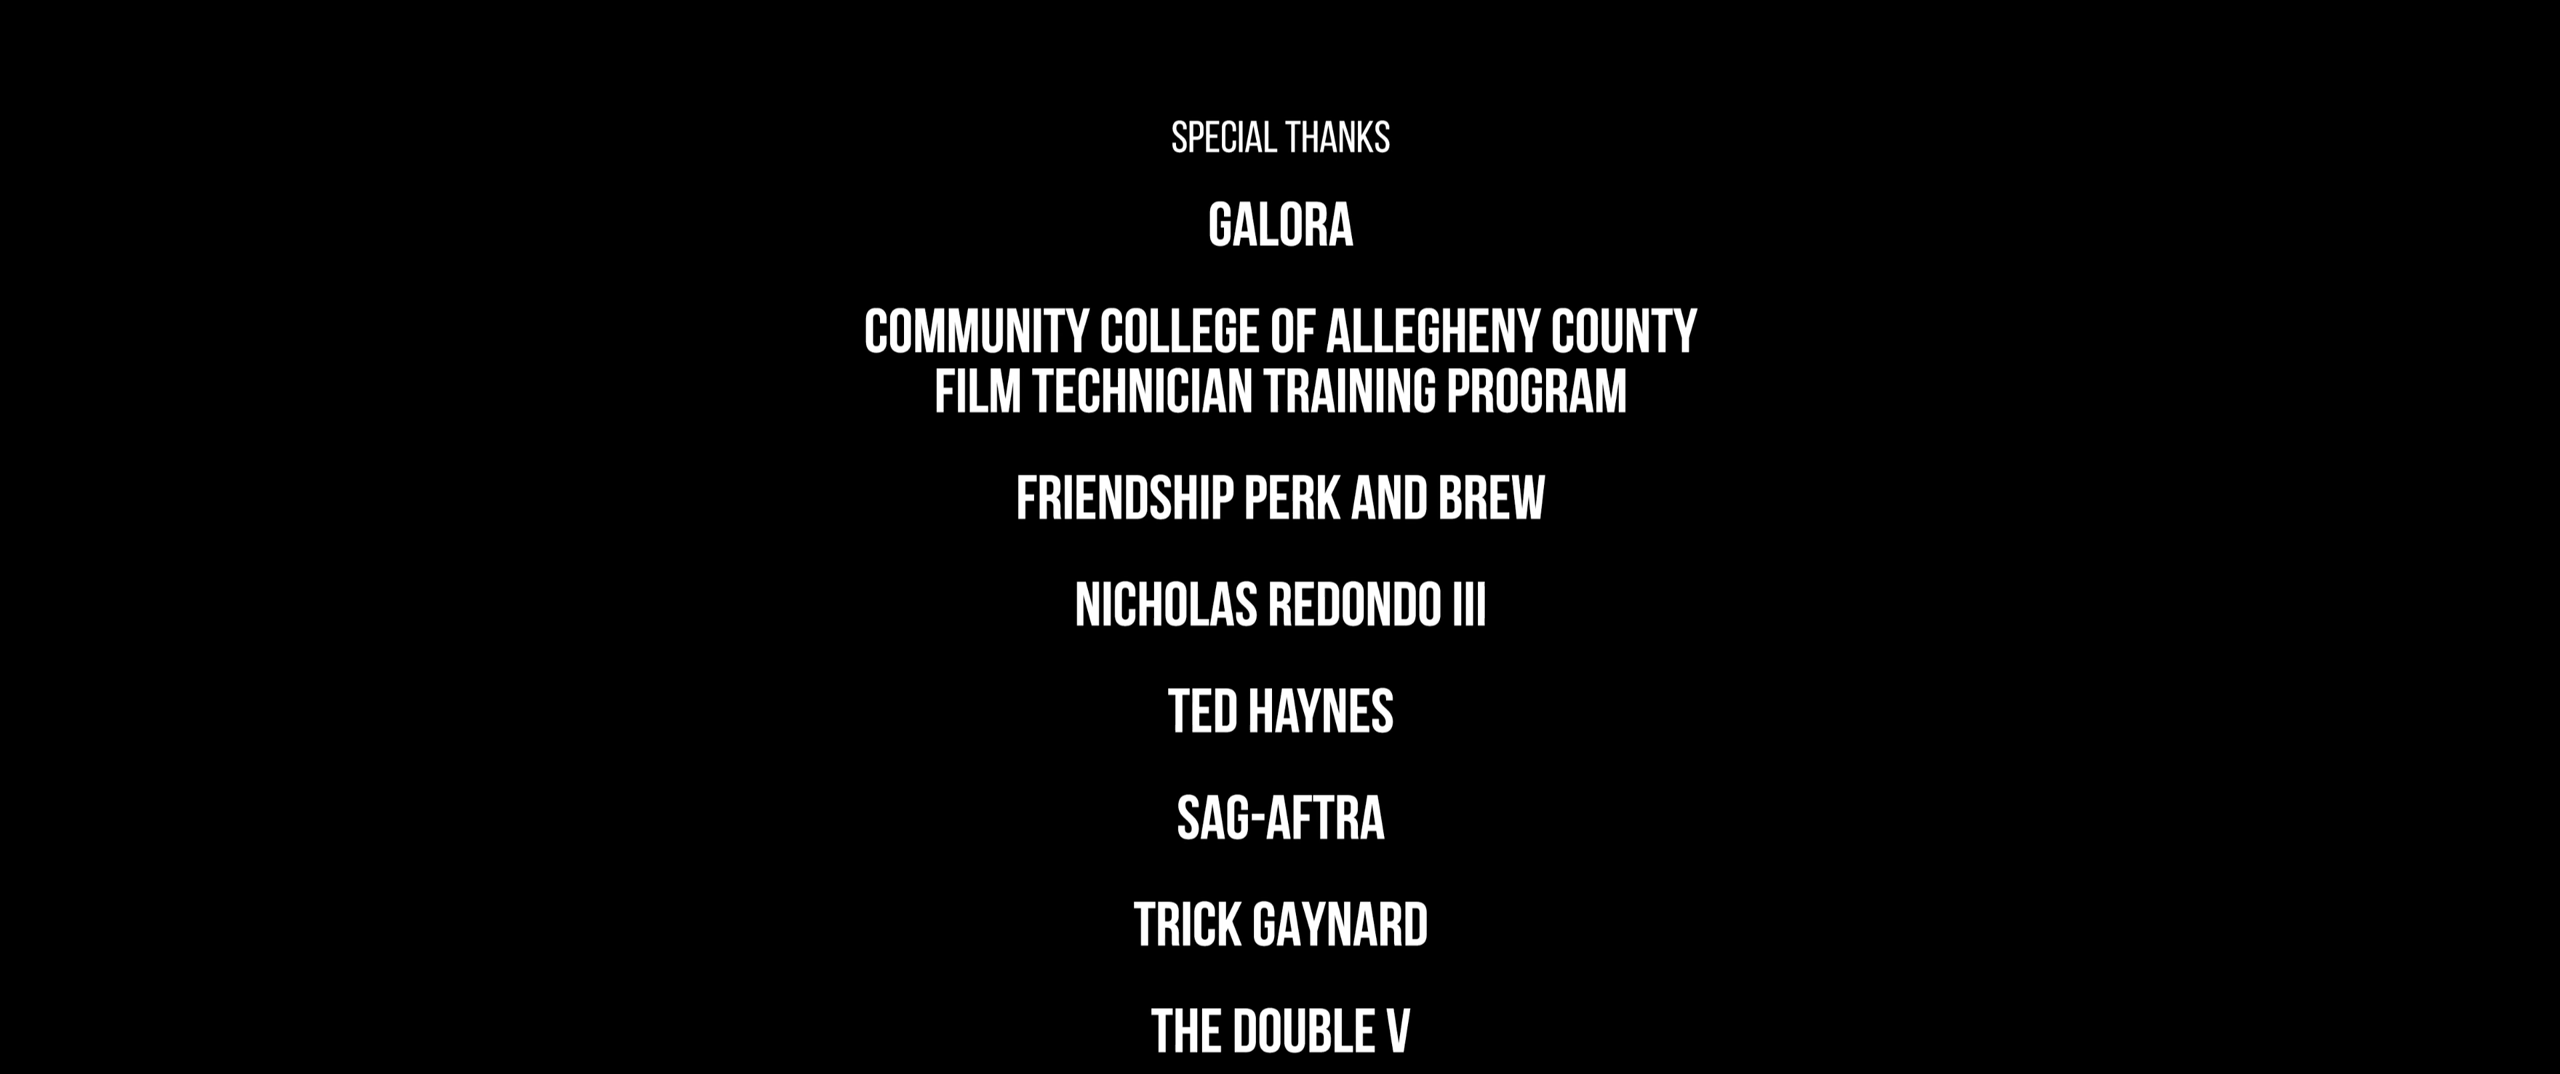 SPECIAL THANKS
GALORA
COMMUNITY COLLEGE OF ALLEGHENY COUNTY
FILM TECHNICIAN TRAINING PROGRAM
FRIENDSHIP PERK AND BREW
NICHOLAS REDONDO III
TED HAYNES
SAG-AFTRA
TRICK GAYNARD
THE DOUBLE V